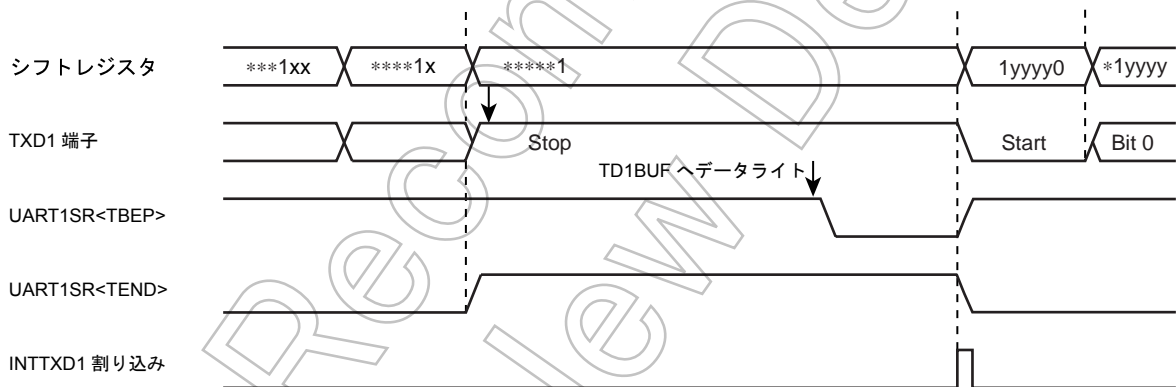 シフトレジスタ ***1xx ****1x *****1 1yyyy0 *1yyyy
TXD1 端子 Stop Start Bit 0
TD1BUF へデータライト
UART1SR<TBEP>
UART1SR<TEND>
INTTXD1 割り込み